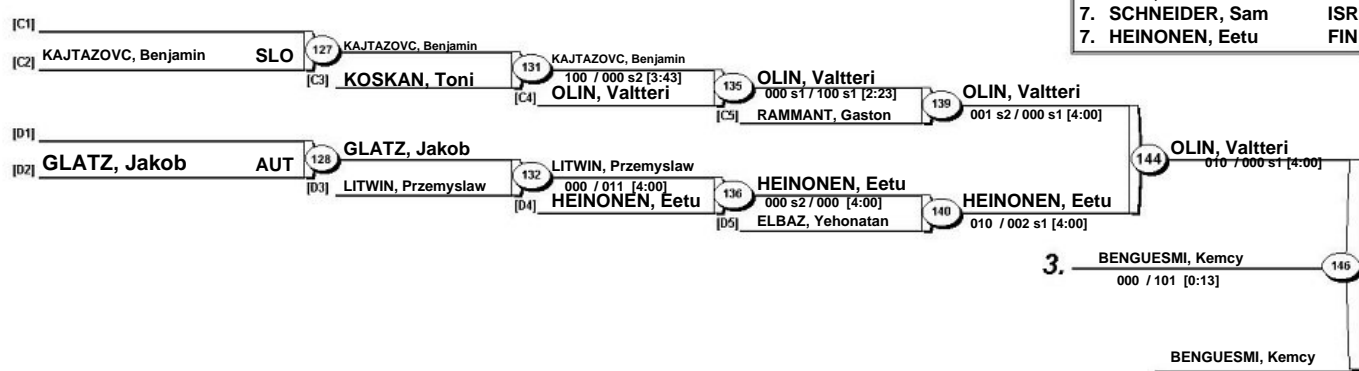 7. SCHNEIDER, Sam ISR
7. HEINONEN, Eetu FIN
[C1]
[C2] KAJTAZOVC, Benjamin SLO
127
KAJTAZOVC, Benjamin
[C3] KOSKAN, Toni
131
KAJTAZOVC, Benjamin
100 / 000 s2 [3:43]
[C4] OLIN, Valtteri
135
OLIN, Valtteri
000 s1 / 100 s1 [2:23]
[C5] RAMMANT, Gaston
139
OLIN, Valtteri
001 s2 / 000 s1 [4:00]
[D1]
[D2] GLATZ, Jakob AUT
128
GLATZ, Jakob
[D3] LITWIN, Przemyslaw
132
LITWIN, Przemyslaw
000 / 011 [4:00]
[D4] HEINONEN, Eetu
136
HEINONEN, Eetu
000 s2 / 000 [4:00]
[D5] ELBAZ, Yehonatan
140
HEINONEN, Eetu
010 / 002 s1 [4:00]
144
OLIN, Valtteri
010 / 000 s1 [4:00]
3. BENGUESMI, Kemcy
000 / 101 [0:13]
146
BENGUESMI, Kemcy